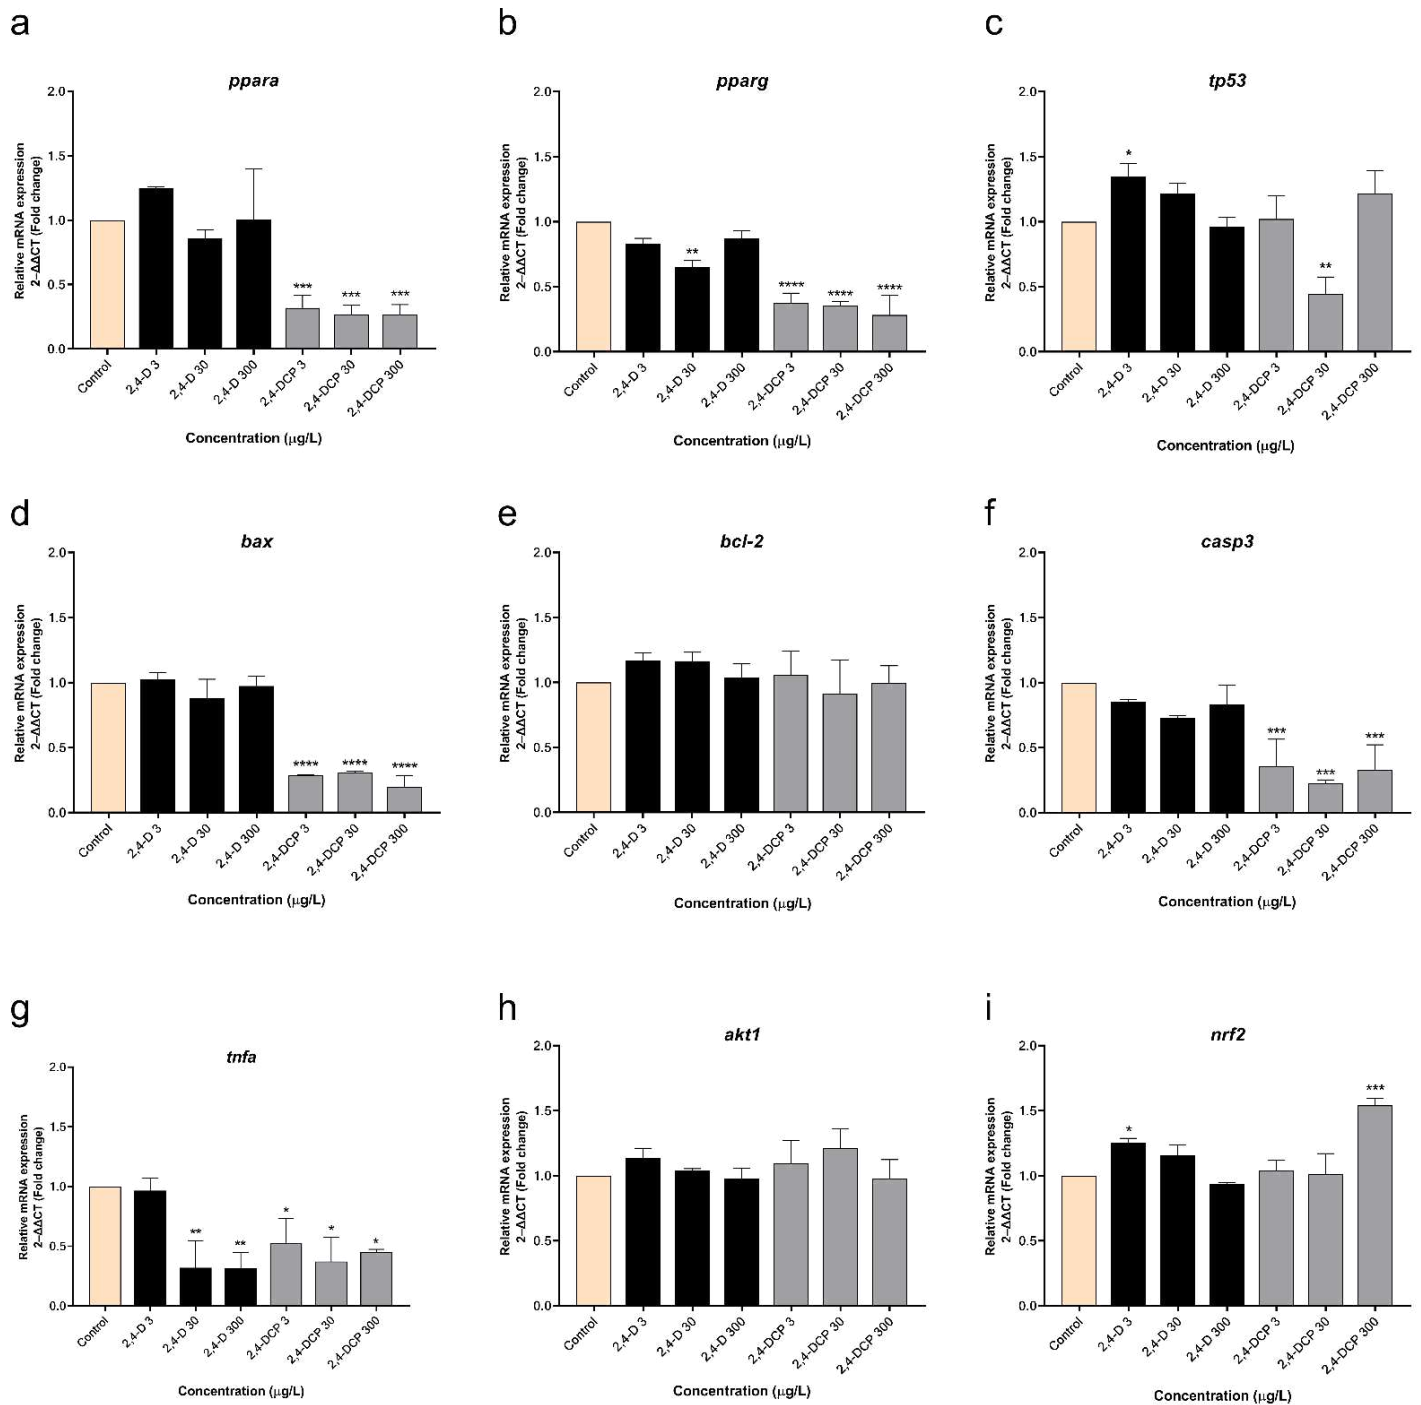 a
ppara
Relative mRNA expression
2–ΔΔCT (Fold change)
2.0
1.5
1.0
0.5
0.0
*** *** ***
Control 2,4-D 3 2,4-D 30 2,4-D 300 2,4-DCP 3 2,4-DCP 30 2,4-DCP 300
Concentration (μg/L)
b
pparg
Relative mRNA expression
2–ΔΔCT (Fold change)
2.0
1.5
1.0
0.5
0.0
** **** **** ****
Control 2,4-D 3 2,4-D 30 2,4-D 300 2,4-DCP 3 2,4-DCP 30 2,4-DCP 300
Concentration (μg/L)
c
tp53
Relative mRNA expression
2–ΔΔCT (Fold change)
2.0
1.5
1.0
0.5
0.0
* **
Control 2,4-D 3 2,4-D 30 2,4-D 300 2,4-DCP 3 2,4-DCP 30 2,4-DCP 300
Concentration (μg/L)
d
bax
Relative mRNA expression
2–ΔΔCT (Fold change)
2.0
1.5
1.0
0.5
0.0
**** **** ****
Control 2,4-D 3 2,4-D 30 2,4-D 300 2,4-DCP 3 2,4-DCP 30 2,4-DCP 300
Concentration (μg/L)
e
bcl-2
Relative mRNA expression
2–ΔΔCT (Fold change)
2.0
1.5
1.0
0.5
0.0
Control 2,4-D 3 2,4-D 30 2,4-D 300 2,4-DCP 3 2,4-DCP 30 2,4-DCP 300
Concentration (μg/L)
f
casp3
Relative mRNA expression
2–ΔΔCT (Fold change)
2.0
1.5
1.0
0.5
0.0
*** *** ***
Control 2,4-D 3 2,4-D 30 2,4-D 300 2,4-DCP 3 2,4-DCP 30 2,4-DCP 300
Concentration (μg/L)
g
tnfa
Relative mRNA expression
2–ΔΔCT (Fold change)
2.0
1.5
1.0
0.5
0.0
** ** * * *
Control 2,4-D 3 2,4-D 30 2,4-D 300 2,4-DCP 3 2,4-DCP 30 2,4-DCP 300
Concentration (μg/L)
h
akt1
Relative mRNA expression
2–ΔΔCT (Fold change)
2.0
1.5
1.0
0.5
0.0
Control 2,4-D 3 2,4-D 30 2,4-D 300 2,4-DCP 3 2,4-DCP 30 2,4-DCP 300
Concentration (μg/L)
i
nrf2
Relative mRNA expression
2–ΔΔCT (Fold change)
2.0
1.5
1.0
0.5
0.0
* ***
Control 2,4-D 3 2,4-D 30 2,4-D 300 2,4-DCP 3 2,4-DCP 30 2,4-DCP 300
Concentration (μg/L)